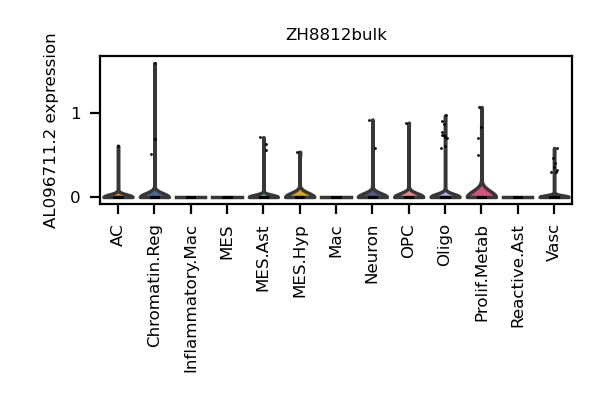 ZH8812bulk
AL096711.2 expression
1
0
AC
Chromatin.Reg
Inflammatory.Mac
MES
MES.Ast
MES.Hyp
Mac
Neuron
OPC
Oligo
Prolif.Metab
Reactive.Ast
Vasc